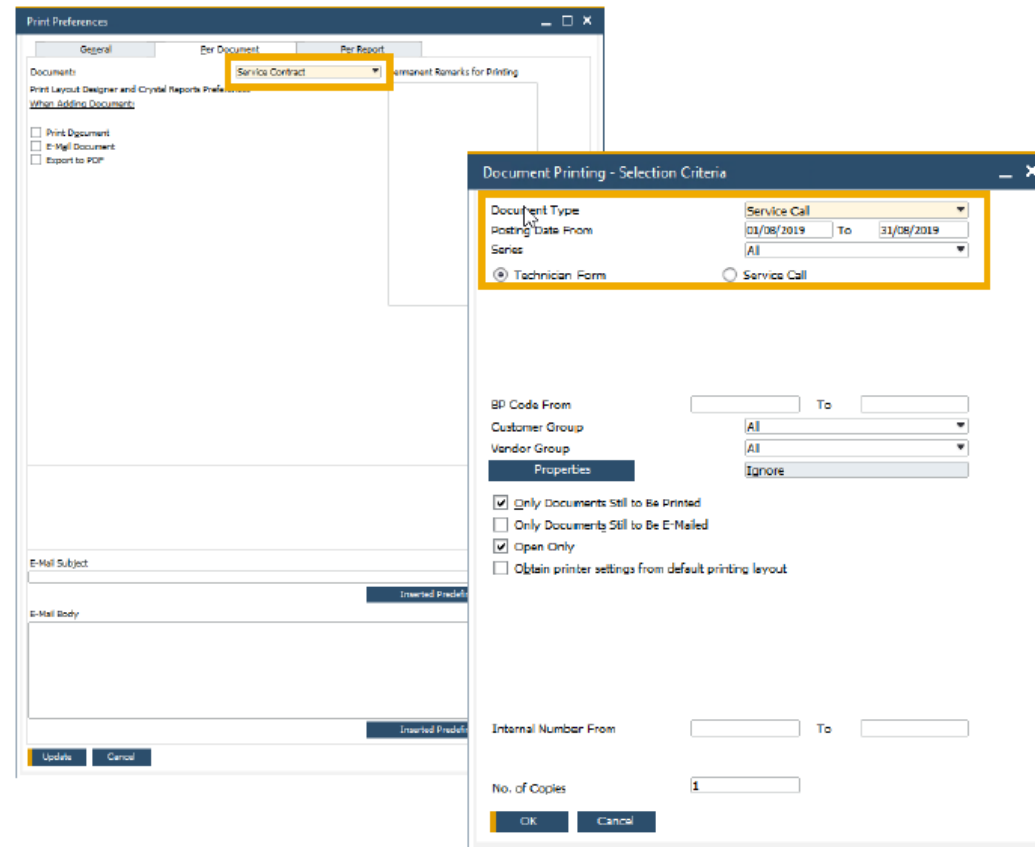 Print Preferences
General Per Document Per Report
Document: Service Contract Permanent Remarks for Printing
Print Layout Designer and Crystal Reports Preferences
When Adding Document:
Print Document
E-Mail Document
Export to PDF
E-Mail Subject
Inserted Predefi
E-Mail Body
Inserted Predefi
Update Cancel
Document Printing - Selection Criteria
Document Type Service Call
Posting Date From 01/08/2019 To 31/08/2019
Series All
Technician Form Service Call
BP Code From To
Customer Group All
Vendor Group All
Properties Ignore
Only Documents Still to Be Printed
Only Documents Still to Be E-Mailed
Open Only
Obtain printer settings from default printing layout
Internal Number From To
No. of Copies 1
OK Cancel